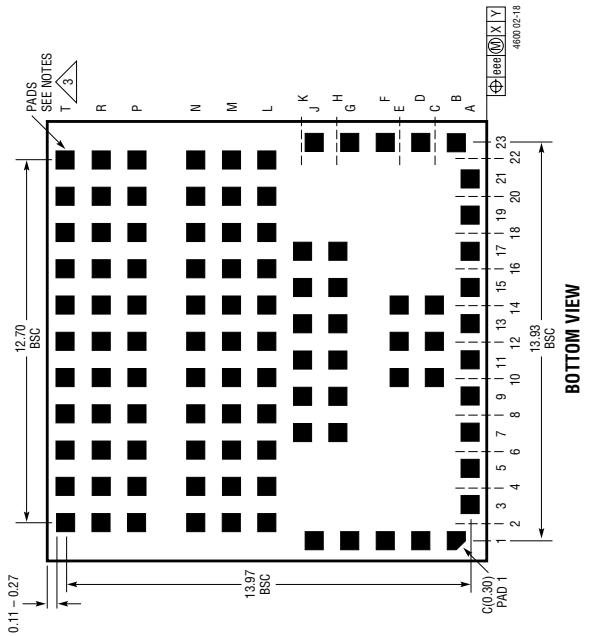 PADS
SEE NOTES
3
T
R
P
N
M
L
K
J
H
G
F
E
D
C
B
A
12.70
BSC
13.97
BSC
0.11 – 0.27
C(0.30)
PAD 1
1
2
3
4
5
6
7
8
9
10
11
12
13
14
15
16
17
18
19
20
21
22
23
13.93
BSC
eee M X Y
4600 02-18
BOTTOM VIEW